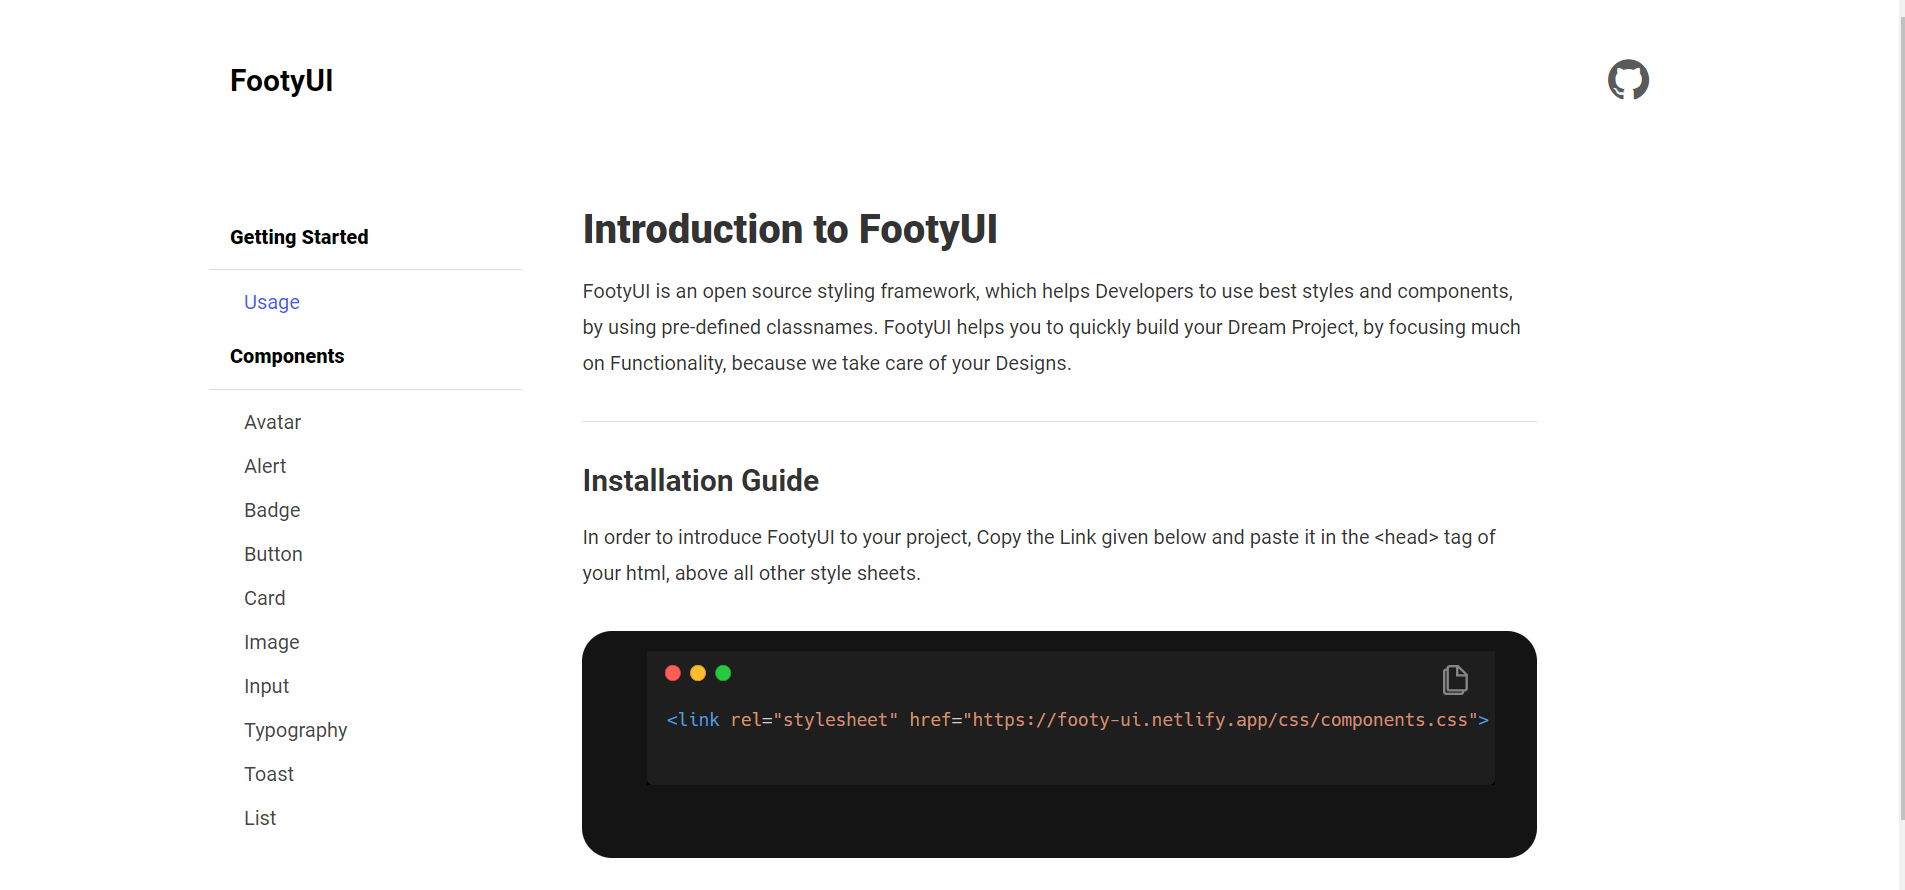 FootyUI
Getting Started
Usage
Components
Avatar
Alert
Badge
Button
Card
Image
Input
Typography
Toast
List
Introduction to FootyUI
FootyUI is an open source styling framework, which helps Developers to use best styles and components,
by using pre-defined classnames. FootyUI helps you to quickly build your Dream Project, by focusing much
on Functionality, because we take care of your Designs.
Installation Guide
In order to introduce FootyUI to your project, Copy the Link given below and paste it in the <head> tag of
your html, above all other style sheets.
<link rel="stylesheet" href="https://footy-ui.netlify.app/css/components.css">